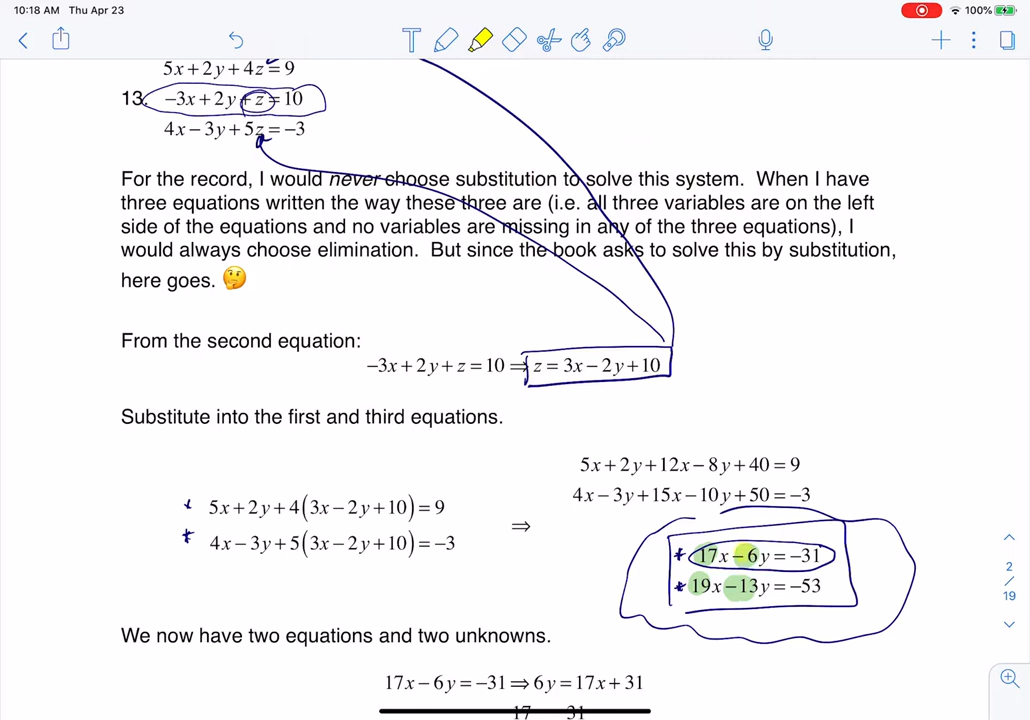 10:18 AM Thu Apr 23
100%
5x+2y+4z=9
13. −3x+2y+z=10
4x−3y+5z=−3
For the record, I would never choose substitution to solve this system. When I have
three equations written the way these three are (i.e. all three variables are on the left
side of the equations and no variables are missing in any of the three equations), I
would always choose elimination. But since the book asks to solve this by substitution,
here goes. 🤔
From the second equation:
−3x+2y+z=10⇒z=3x−2y+10
Substitute into the first and third equations.
5x+2y+12x−8y+40=9
4x−3y+15x−10y+50=−3
5x+2y+4(3x−2y+10)=9
4x−3y+5(3x−2y+10)=−3
⇒
17x−6y=−31
19x−13y=−53
2
/
19
We now have two equations and two unknowns.
17x−6y=−31⇒6y=17x+31
17 31